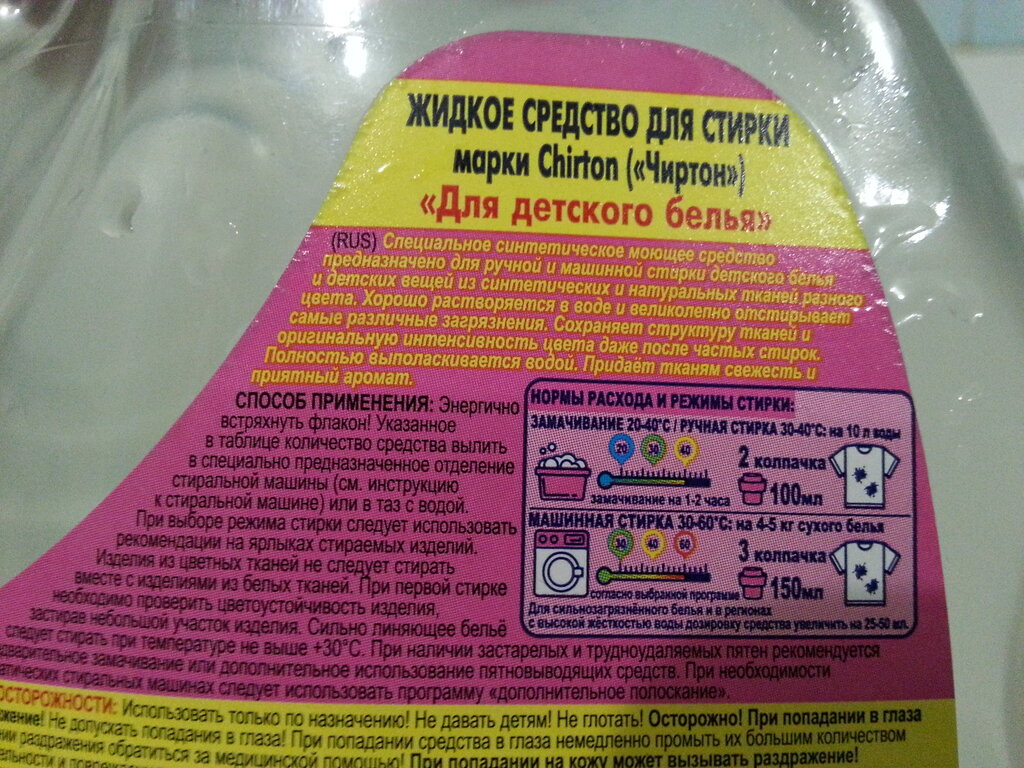 ЖИДКОЕ СРЕДСТВО ДЛЯ СТИРКИ
марки Chirton («Чиртон»)
«Для детского белья»
(RUS) Специальное синтетическое моющее средство
предназначено для ручной и машинной стирки детского белья
и детских вещей из синтетических и натуральных тканей разного
цвета. Хорошо растворяется в воде и великолепно отстирывает
самые различные загрязнения. Сохраняет структуру тканей и
оригинальную интенсивность цвета даже после частых стирок.
Полностью выполаскивается водой. Придаёт тканям свежесть и
приятный аромат.
СПОСОБ ПРИМЕНЕНИЯ: Энергично
встряхнуть флакон! Указанное
в таблице количество средства вылить
в специально предназначенное отделение
стиральной машины (см. инструкцию
к стиральной машине) или в таз с водой.
При выборе режима стирки следует использовать
рекомендации на ярлыках стираемых изделий.
Изделия из цветных тканей не следует стирать
вместе с изделиями из белых тканей. При первой стирке
необходимо проверить цветоустойчивость изделия,
застирав небольшой участок изделия. Сильно линяющее бельё
следует стирать при температуре не выше +30°С. При наличии застарелых и трудноудаляемых пятен рекомендуется
замачивание или дополнительное использование пятновыводящих средств. При необходимости
стиральных машинах следует использовать программу «дополнительное полоскание».
НОРМЫ РАСХОДА И РЕЖИМЫ СТИРКИ:
ЗАМАЧИВАНИЕ 20-40°С / РУЧНАЯ СТИРКА 30-40°С: на 10 л воды
20 30 40
2 колпачка
100мл
замачивание на 1-2 часа
МАШИННАЯ СТИРКА 30-60°С: на 4-5 кг сухого белья
30 40 60
3 колпачка
150мл
согласно выбранной программе
Для сильнозагрязнённого белья и в регионах
с высокой жёсткостью воды дозировку средства увеличить на 25-50 мл.
Использовать только по назначению! Не давать детям! Не глотать! Осторожно! При попадании в глаза
Не допускать попадания в глаза! При попадании средства в глаза немедленно промыть их большим количеством
раздражения обратиться за медицинской помощью! При попадании на кожу может вызывать раздражение!